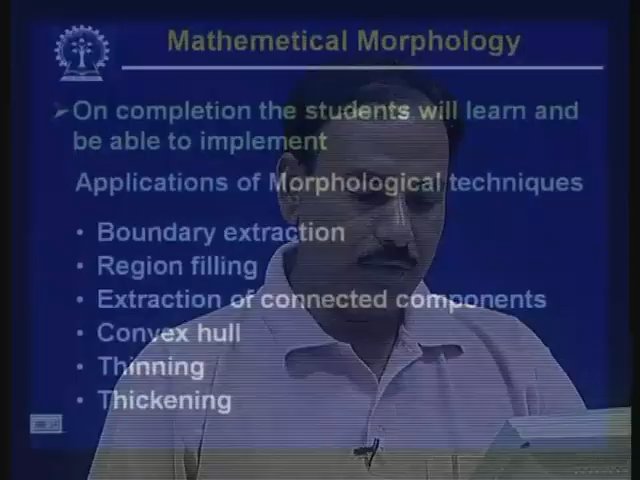 Mathemetical Morphology
On completion the students will learn and
be able to implement
Applications of Morphological techniques
• Boundary extraction
• Region filling
• Extraction of connected components
• Convex hull
• Thinning
• Thickening